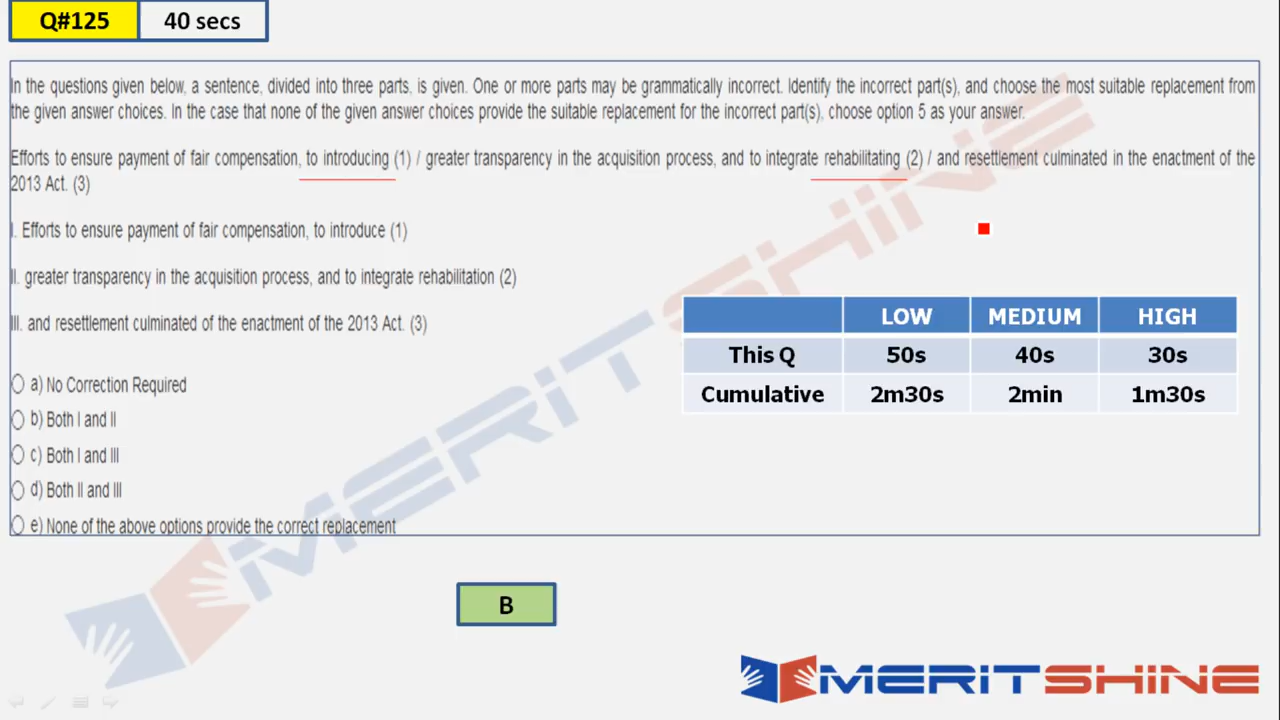 Q#125 40 secs
In the questions given below, a sentence, divided into three parts, is given. One or more parts may be grammatically incorrect. Identify the incorrect part(s), and choose the most suitable replacement from
the given answer choices. In the case that none of the given answer choices provide the suitable replacement for the incorrect part(s), choose option 5 as your answer.
Efforts to ensure payment of fair compensation, to introducing (1) / greater transparency in the acquisition process, and to integrate rehabilitating (2) / and resettlement culminated in the enactment of the
2013 Act. (3)
I. Efforts to ensure payment of fair compensation, to introduce (1)
II. greater transparency in the acquisition process, and to integrate rehabilitation (2)
III. and resettlement culminated of the enactment of the 2013 Act. (3)
LOW MEDIUM HIGH
This Q 50s 40s 30s
Cumulative 2m30s 2min 1m30s
a) No Correction Required
b) Both I and II
c) Both I and III
d) Both II and III
e) None of the above options provide the correct replacement
B
MERiTSHINE
MERiTSHiNE